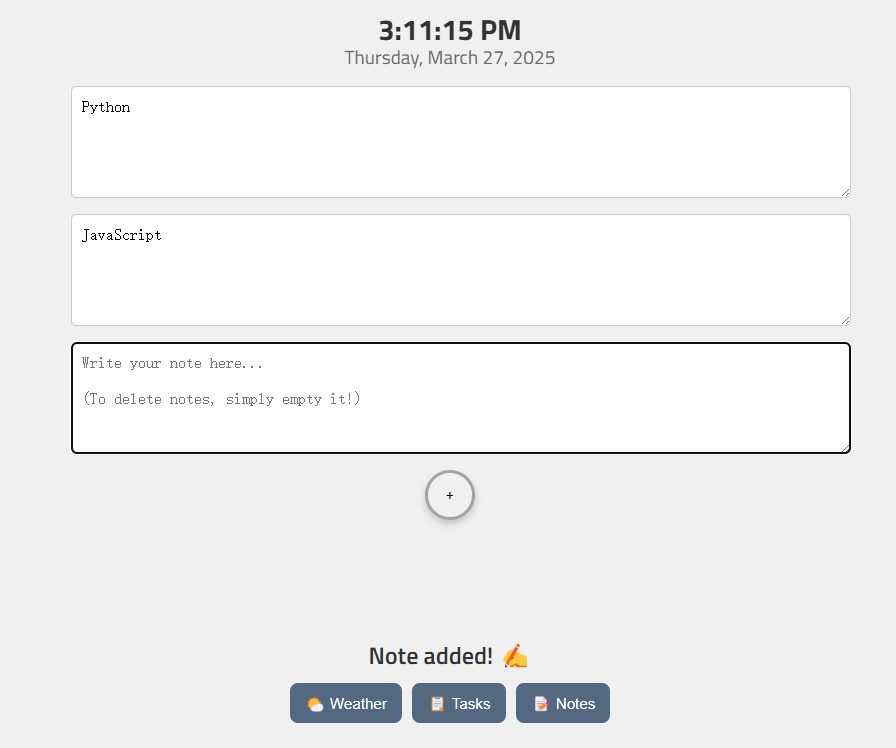 3:11:15 PM
Thursday, March 27, 2025
Python
JavaScript
Write your note here...
(To delete notes, simply empty it!)
+
Note added! ✍️
Weather
Tasks
Notes